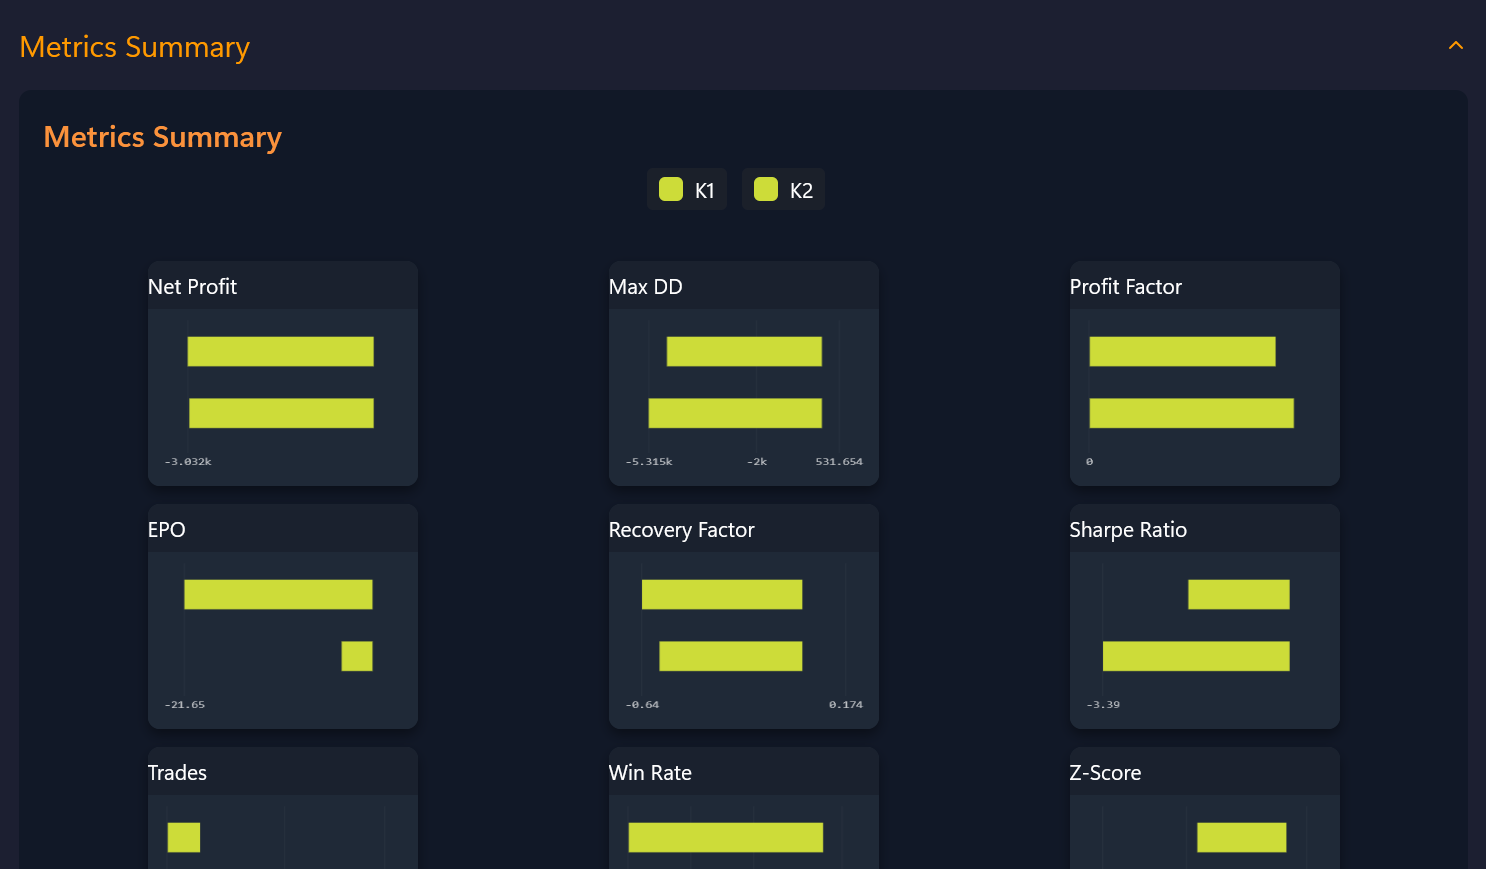 Metrics Summary
Metrics Summary
K1 K2
Net Profit
-3.032k
Max DD
-5.315k -2k 531.654
Profit Factor
0
EPO
-21.65
Recovery Factor
-0.64 0.174
Sharpe Ratio
-3.39
Trades
Win Rate
Z-Score